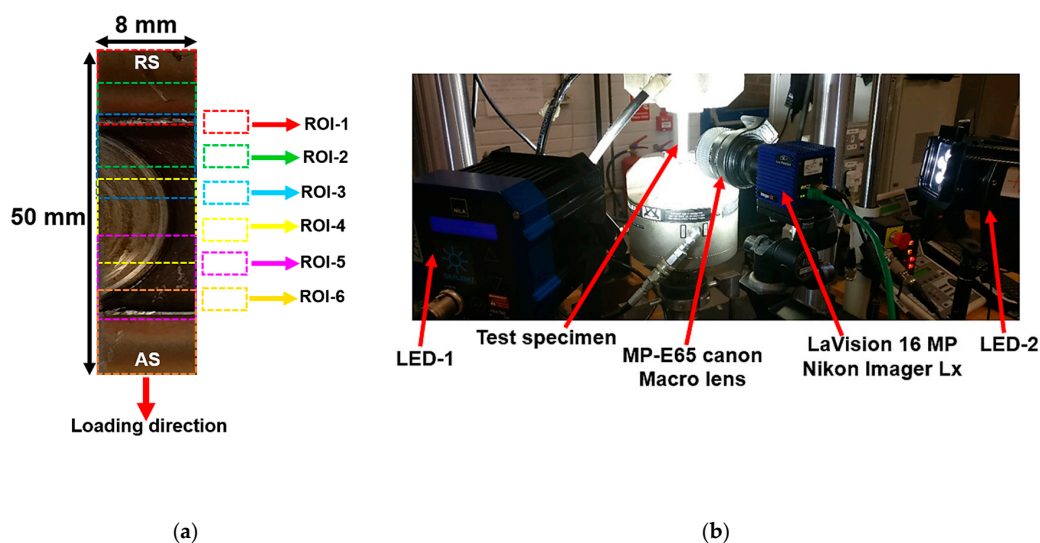 8 mm
RS
50 mm
AS
Loading direction
ROI-1
ROI-2
ROI-3
ROI-4
ROI-5
ROI-6
NILA
LED-1
Test specimen
MP-E65 canon
Macro lens
LaVision 16 MP
Nikon Imager Lx
LED-2
(a)
(b)